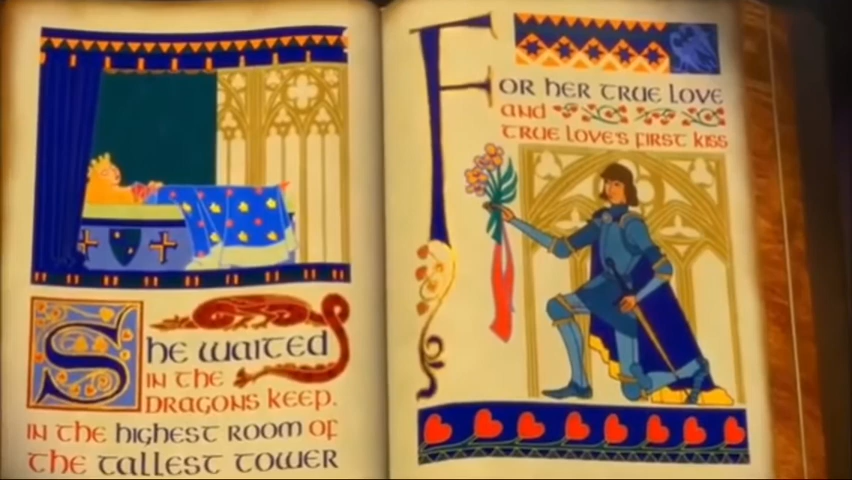 She waited
in the
dragons keep.
in the highest room of
the tallest tower
For her true love
and
true love's first kiss